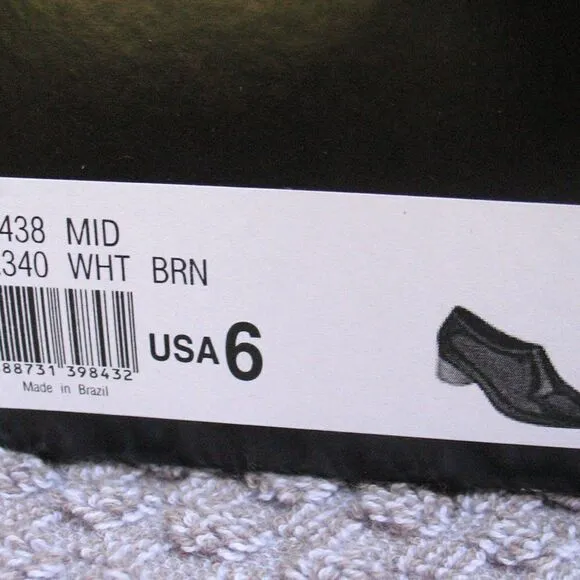 438 MID
340 WHT BRN
USA 6
88731 398432
Made in Brazil